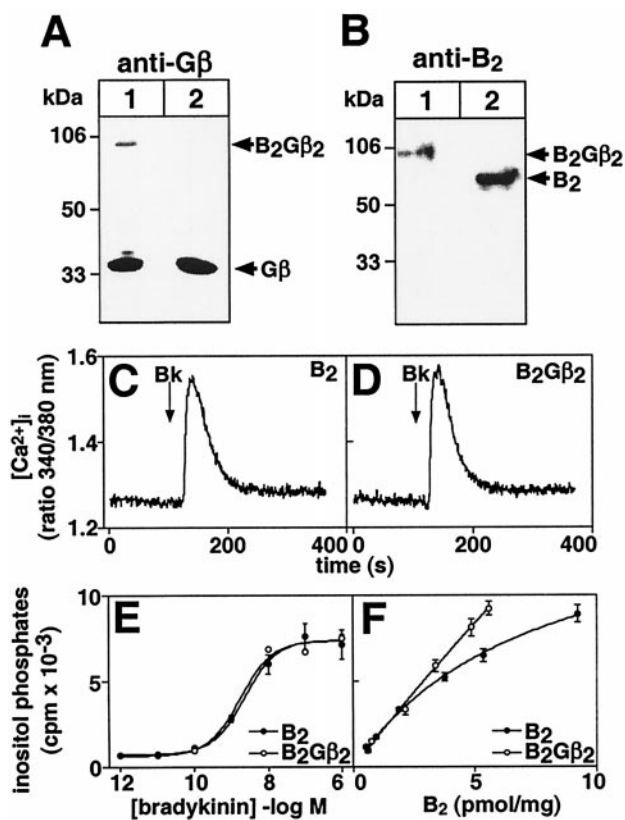 A
B
anti-Gβ
anti-B₂
kDa
1
2
kDa
1
2
106
B₂Gβ₂
50
33
Gβ
106
B₂Gβ₂
B₂
50
33
[Ca²⁺]ᵢ
(ratio 340/380 nm)
1.6
1.4
1.2
C
Bk
B₂
D
Bk
B₂Gβ₂
0
200
400
0
200
400
time (s)
inositol phosphates
(cpm x 10⁻³)
10
5
0
E
B₂
B₂Gβ₂
F
B₂
B₂Gβ₂
12
10
8
6
0
5
10
[bradykinin] -log M
B₂ (pmol/mg)